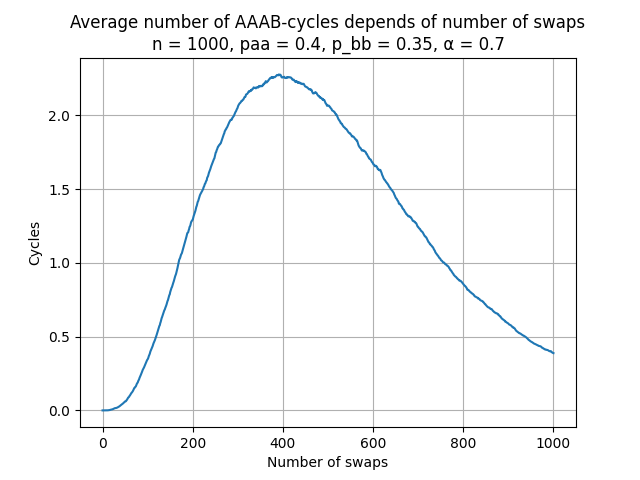 Average number of AAAB-cycles depends of number of swaps
n = 1000, paa = 0.4, p_bb = 0.35, α = 0.7
2.0
1.5
1.0
0.5
0.0
Cycles
0 200 400 600 800 1000
Number of swaps